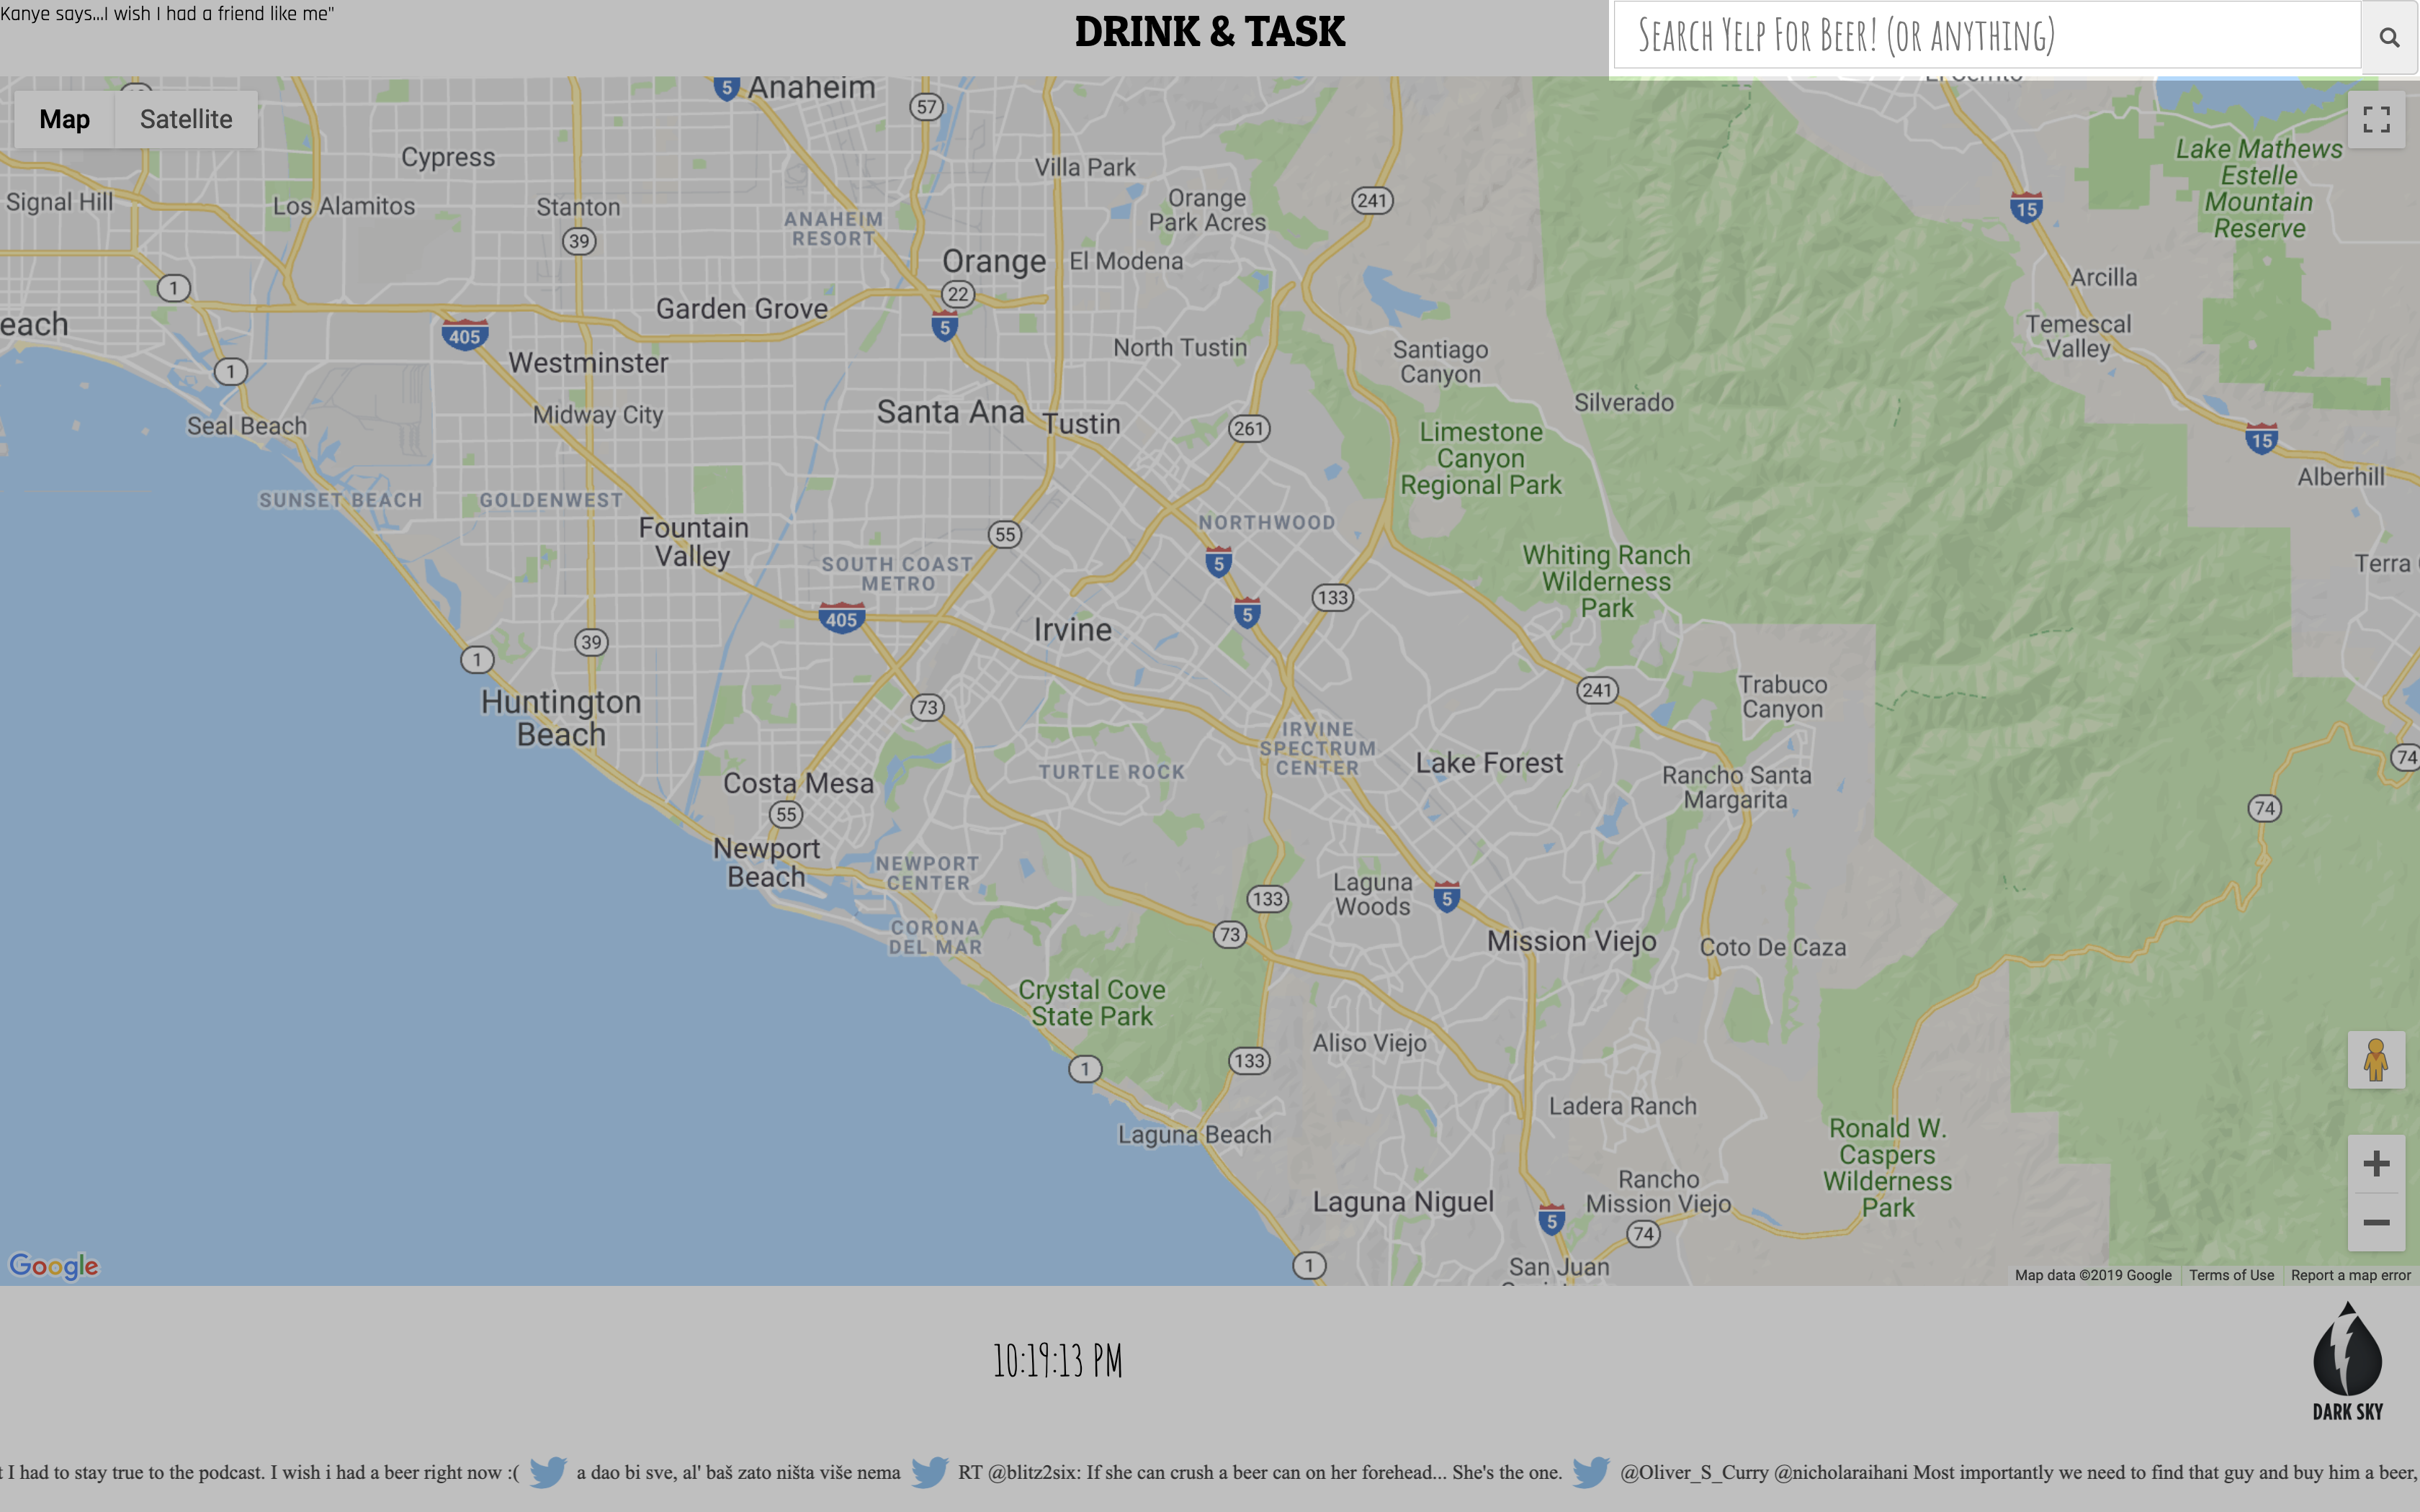 Kanye says...I wish I had a friend like me"
DRINK & TASK
SEARCH YELP FOR BEER! (OR ANYTHING)
Map
Satellite
5
Anaheim
57
El Cerrito
Lake Mathews
Estelle
Mountain
Reserve
Cypress
Villa Park
Signal Hill
Los Alamitos
Stanton
ANAHEIM
RESORT
Orange
Park Acres
241
15
39
Orange
El Modena
Arcilla
1
22
Garden Grove
5
each
405
Temescal
Valley
North Tustin
Santiago
Canyon
Westminster
1
Silverado
Midway City
Santa Ana
Tustin
Seal Beach
261
Limestone
Canyon
Regional Park
15
Alberhill
SUNSET BEACH
GOLDENWEST
NORTHWOOD
Fountain
Valley
55
SOUTH COAST
METRO
5
Whiting Ranch
Wilderness
Park
Terra
405
5
133
Irvine
39
1
Huntington
Beach
73
241
Trabuco
Canyon
IRVINE
SPECTRUM
CENTER
TURTLE ROCK
Lake Forest
Rancho Santa
Margarita
74
Costa Mesa
55
74
Newport
Beach
NEWPORT
CENTER
Laguna
Woods
133
5
CORONA
DEL MAR
73
Mission Viejo
Coto De Caza
Crystal Cove
State Park
Aliso Viejo
133
1
Ladera Ranch
Laguna Beach
Ronald W.
Caspers
Wilderness
Park
Rancho
Mission Viejo
Laguna Niguel
5
74
1
San Juan
Google
Map data ©2019 Google
Terms of Use
Report a map error
10:19:13 PM
DARK SKY
t I had to stay true to the podcast. I wish i had a beer right now :( a dao bi sve, al' baš zato ništa više nema RT @blitz2six: If she can crush a beer can on her forehead... She's the one. @Oliver_S_Curry @nicholaraihani Most importantly we need to find that guy and buy him a beer,